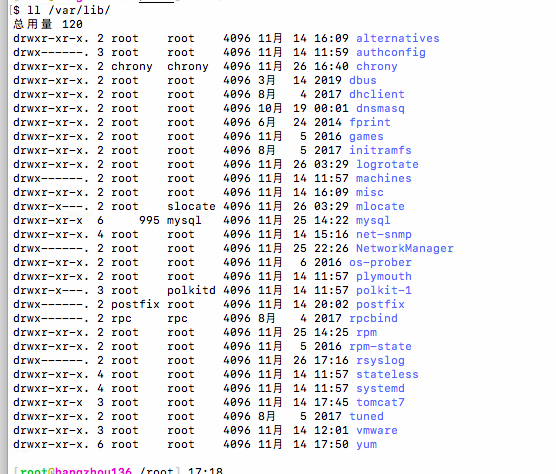 [$ ll /var/lib/
总用量 120
drwxr-xr-x. 2 root    root    4096 11月  14 16:09 alternatives
drwx------. 3 root    root    4096 11月  14 11:59 authconfig
drwxr-xr-x. 2 chrony  chrony  4096 11月  26 16:40 chrony
drwxr-xr-x. 2 root    root    4096 3月   14 2019 dbus
drwxr-xr-x. 2 root    root    4096 8月    4 2017 dhclient
drwxr-xr-x. 2 root    root    4096 10月  19 00:01 dnsmasq
drwxr-xr-x. 2 root    root    4096 6月   24 2014 fprint
drwxr-xr-x. 2 root    root    4096 11月   5 2016 games
drwxr-xr-x. 2 root    root    4096 8月    5 2017 initramfs
drwxr-xr-x. 2 root    root    4096 11月  26 03:29 logrotate
drwx------. 2 root    root    4096 11月  14 11:57 machines
drwxr-xr-x. 2 root    root    4096 11月  14 16:09 misc
drwxr-x---. 2 root    slocate 4096 11月  26 03:29 mlocate
drwxr-xr-x  6     995 mysql   4096 11月  25 14:22 mysql
drwxr-xr-x. 4 root    root    4096 11月  14 15:16 net-snmp
drwx------. 2 root    root    4096 11月  25 22:26 NetworkManager
drwxr-xr-x. 2 root    root    4096 11月   6 2016 os-prober
drwxr-xr-x. 2 root    root    4096 11月  14 11:57 plymouth
drwxr-x---. 3 root    polkitd 4096 11月  14 11:57 polkit-1
drwx------. 2 postfix root    4096 11月  14 20:02 postfix
drwx------. 2 rpc     rpc     4096 8月    4 2017 rpcbind
drwxr-xr-x. 2 root    root    4096 11月  25 14:25 rpm
drwxr-xr-x. 2 root    root    4096 11月   5 2016 rpm-state
drwx------. 2 root    root    4096 11月  26 17:16 rsyslog
drwxr-xr-x. 4 root    root    4096 11月  14 11:57 stateless
drwxr-xr-x. 4 root    root    4096 11月  14 11:57 systemd
drwxr-xr-x  3 root    root    4096 11月  14 17:45 tomcat7
drwxr-xr-x. 2 root    root    4096 8月    5 2017 tuned
drwxr-xr-x  3 root    root    4096 11月  14 12:01 vmware
drwxr-xr-x. 6 root    root    4096 11月  14 17:50 yum
[root@hangzhou136 /root] 17:18